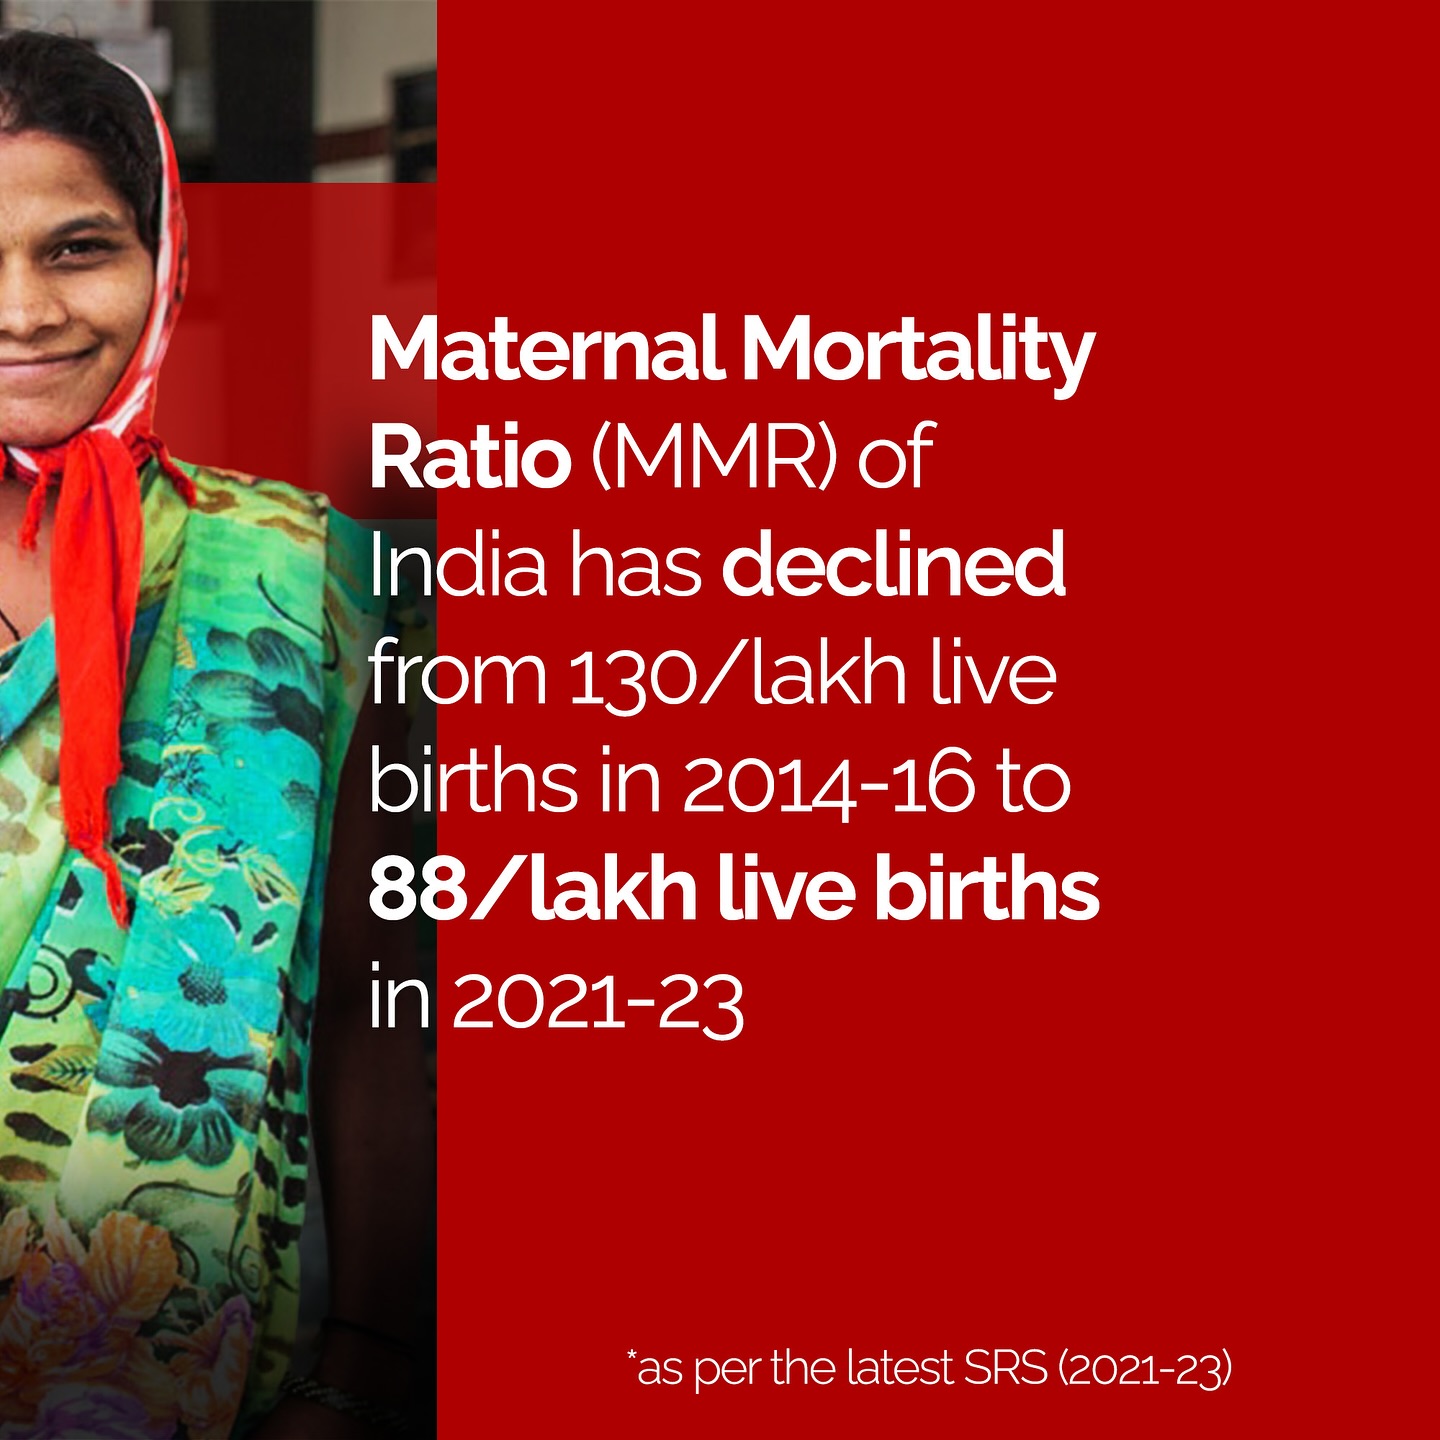 Maternal Mortality
Ratio (MMR) of
India has declined
from 130/lakh live
births in 2014-16 to
88/lakh live births
in 2021-23
*as per the latest SRS (2021-23)